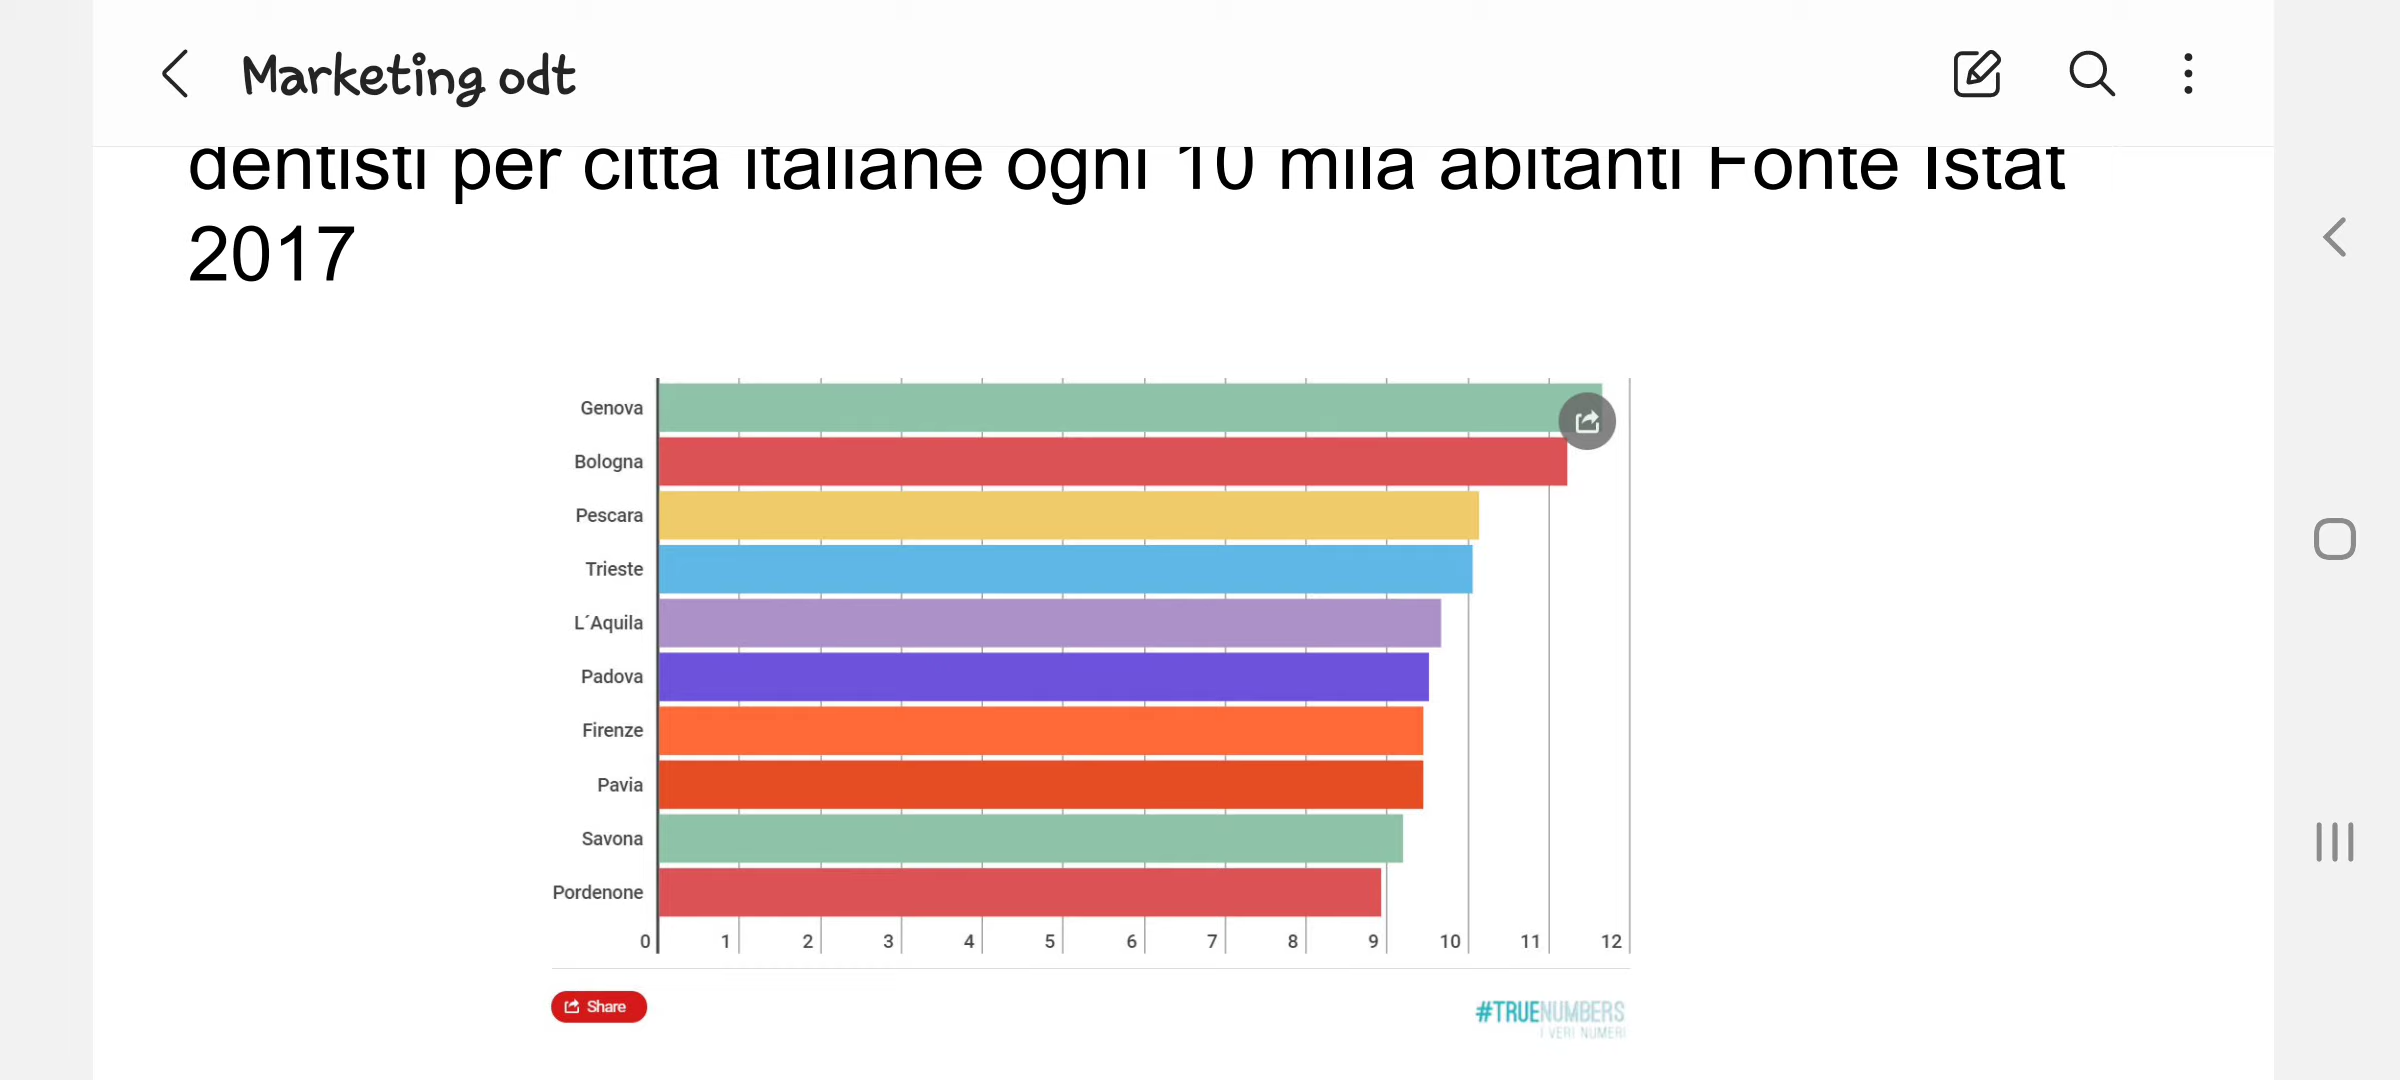 Marketing odt
dentisti per città italiane ogni 10 mila abitanti Fonte Istat
2017
Genova
Bologna
Pescara
Trieste
L´Aquila
Padova
Firenze
Pavia
Savona
Pordenone
0 1 2 3 4 5 6 7 8 9 10 11 12
Share
#TRUENUMBERS
I VERI NUMERI